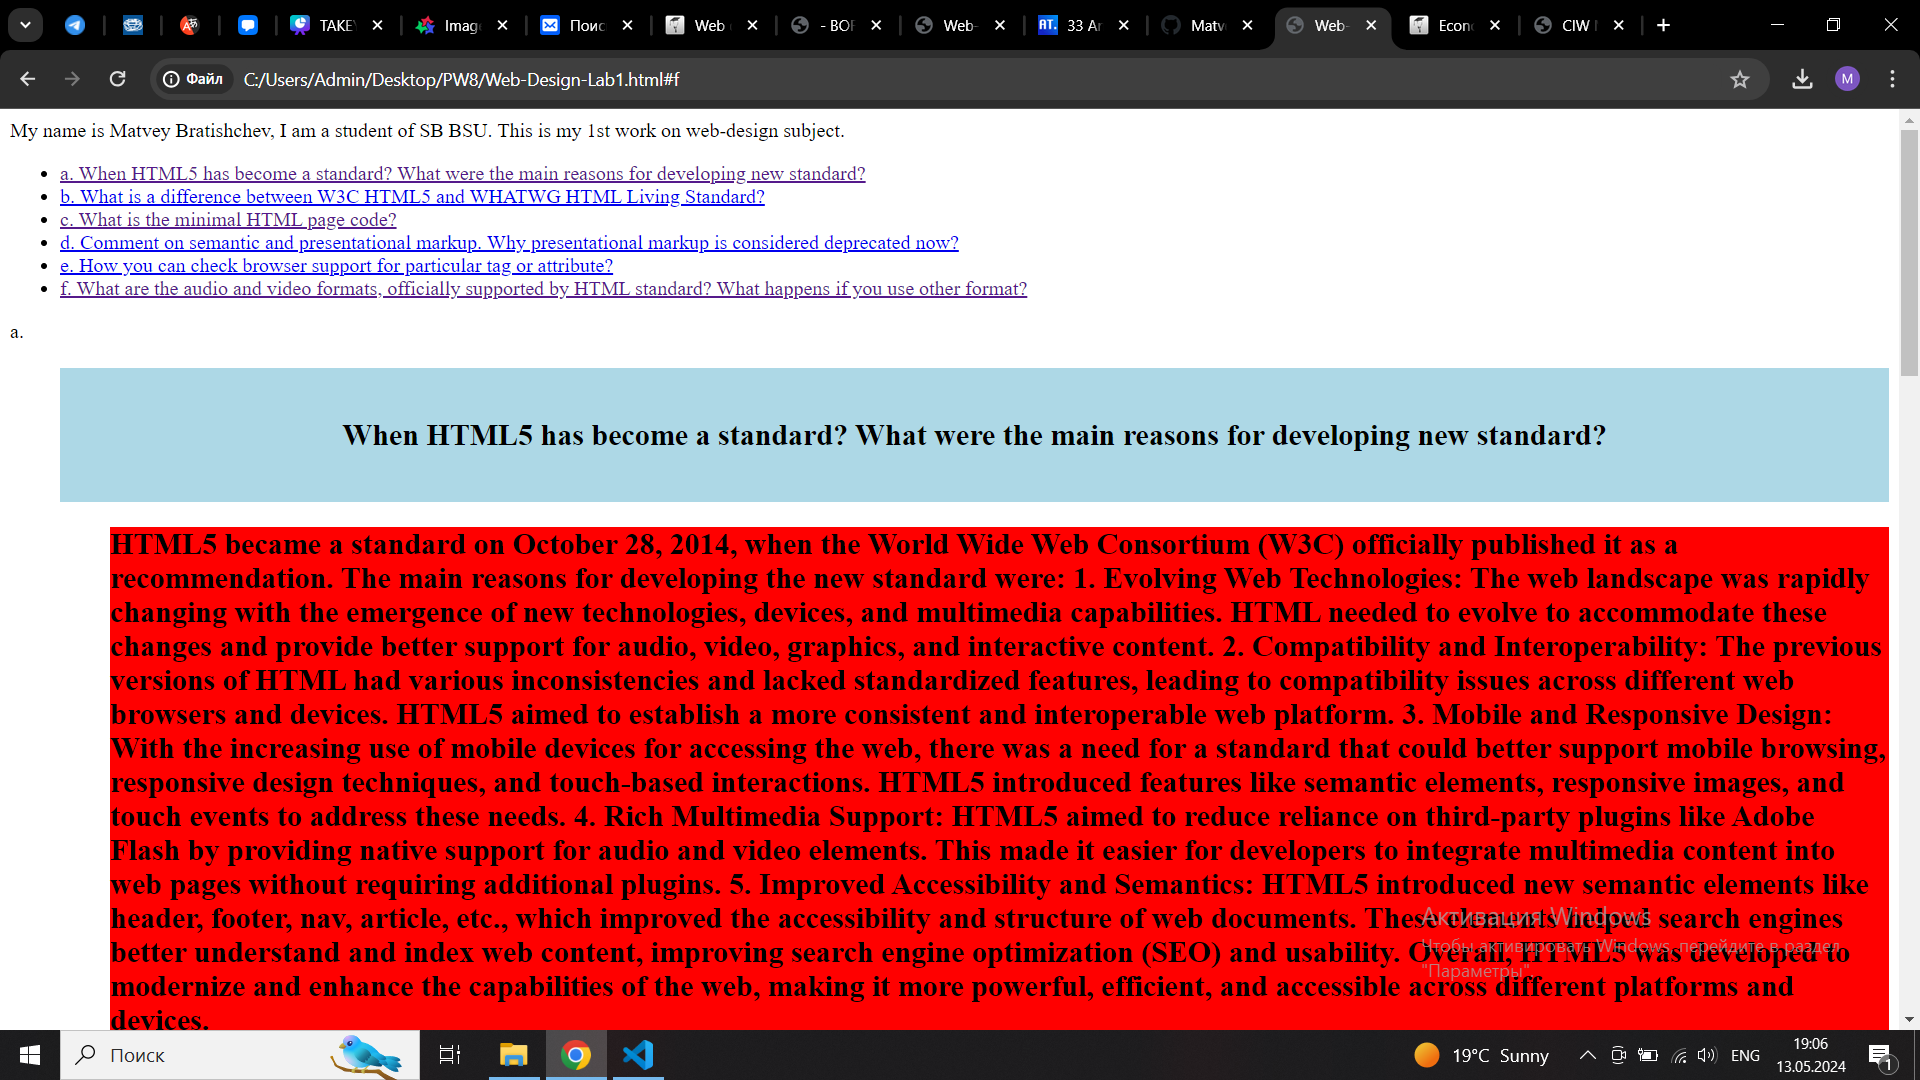 TAKE
Imag
Поис
Web
- BOF
Web-
AT.
33 Ar
Matv
Web-
Econ
CIW
Файл
C:/Users/Admin/Desktop/PW8/Web-Design-Lab1.html#f
M
My name is Matvey Bratishchev, I am a student of SB BSU. This is my 1st work on web-design subject.
a. When HTML5 has become a standard? What were the main reasons for developing new standard?
b. What is a difference between W3C HTML5 and WHATWG HTML Living Standard?
c. What is the minimal HTML page code?
d. Comment on semantic and presentational markup. Why presentational markup is considered deprecated now?
e. How you can check browser support for particular tag or attribute?
f. What are the audio and video formats, officially supported by HTML standard? What happens if you use other format?
a.
When HTML5 has become a standard? What were the main reasons for developing new standard?
HTML5 became a standard on October 28, 2014, when the World Wide Web Consortium (W3C) officially published it as a
recommendation. The main reasons for developing the new standard were: 1. Evolving Web Technologies: The web landscape was rapidly
changing with the emergence of new technologies, devices, and multimedia capabilities. HTML needed to evolve to accommodate these
changes and provide better support for audio, video, graphics, and interactive content. 2. Compatibility and Interoperability: The previous
versions of HTML had various inconsistencies and lacked standardized features, leading to compatibility issues across different web
browsers and devices. HTML5 aimed to establish a more consistent and interoperable web platform. 3. Mobile and Responsive Design:
With the increasing use of mobile devices for accessing the web, there was a need for a standard that could better support mobile browsing,
responsive design techniques, and touch-based interactions. HTML5 introduced features like semantic elements, responsive images, and
touch events to address these needs. 4. Rich Multimedia Support: HTML5 aimed to reduce reliance on third-party plugins like Adobe
Flash by providing native support for audio and video elements. This made it easier for developers to integrate multimedia content into
web pages without requiring additional plugins. 5. Improved Accessibility and Semantics: HTML5 introduced new semantic elements like
header, footer, nav, article, etc., which improved the accessibility and structure of web documents. These elements helped search engines
better understand and index web content, improving search engine optimization (SEO) and usability. Overall, HTML5 was developed to
modernize and enhance the capabilities of the web, making it more powerful, efficient, and accessible across different platforms and
devices.
Активация Windows
Чтобы активировать Windows, перейдите в раздел
"Параметры"
Поиск
19°C Sunny
ENG
19:06
13.05.2024
1